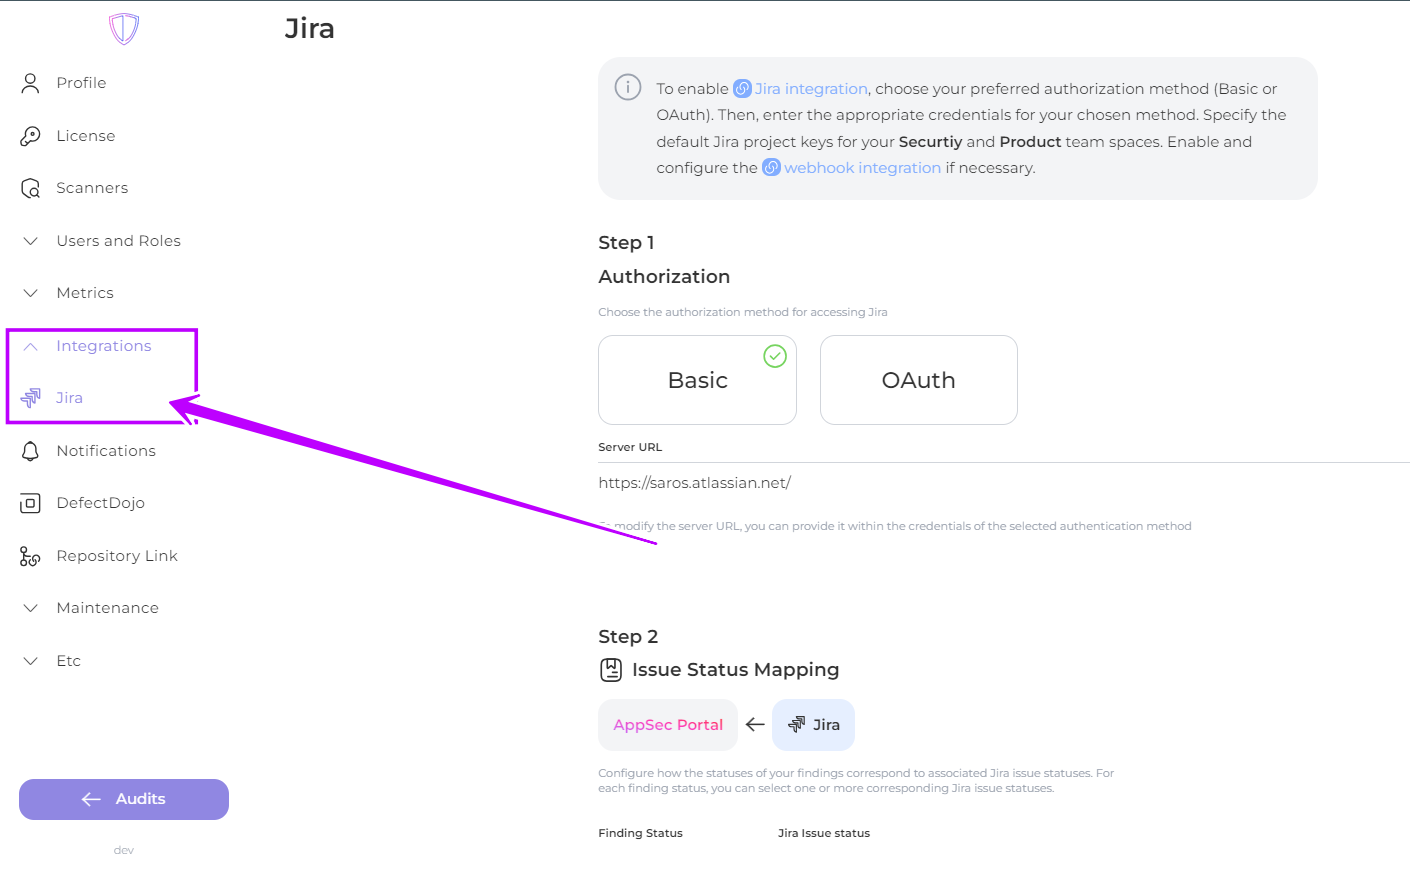 Jira
Profile
License
Scanners
Users and Roles
Metrics
Integrations
Jira
Notifications
DefectDojo
Repository Link
Maintenance
Etc
Audits
dev
To enable Jira integration, choose your preferred authorization method (Basic or
OAuth). Then, enter the appropriate credentials for your chosen method. Specify the
default Jira project keys for your Securtiy and Product team spaces. Enable and
configure the webhook integration if necessary.
Step 1
Authorization
Choose the authorization method for accessing Jira
Basic
OAuth
Server URL
https://saros.atlassian.net/
modify the server URL, you can provide it within the credentials of the selected authentication method
Step 2
Issue Status Mapping
AppSec Portal
Jira
Configure how the statuses of your findings correspond to associated Jira issue statuses. For
each finding status, you can select one or more corresponding Jira issue statuses.
Finding Status
Jira Issue status